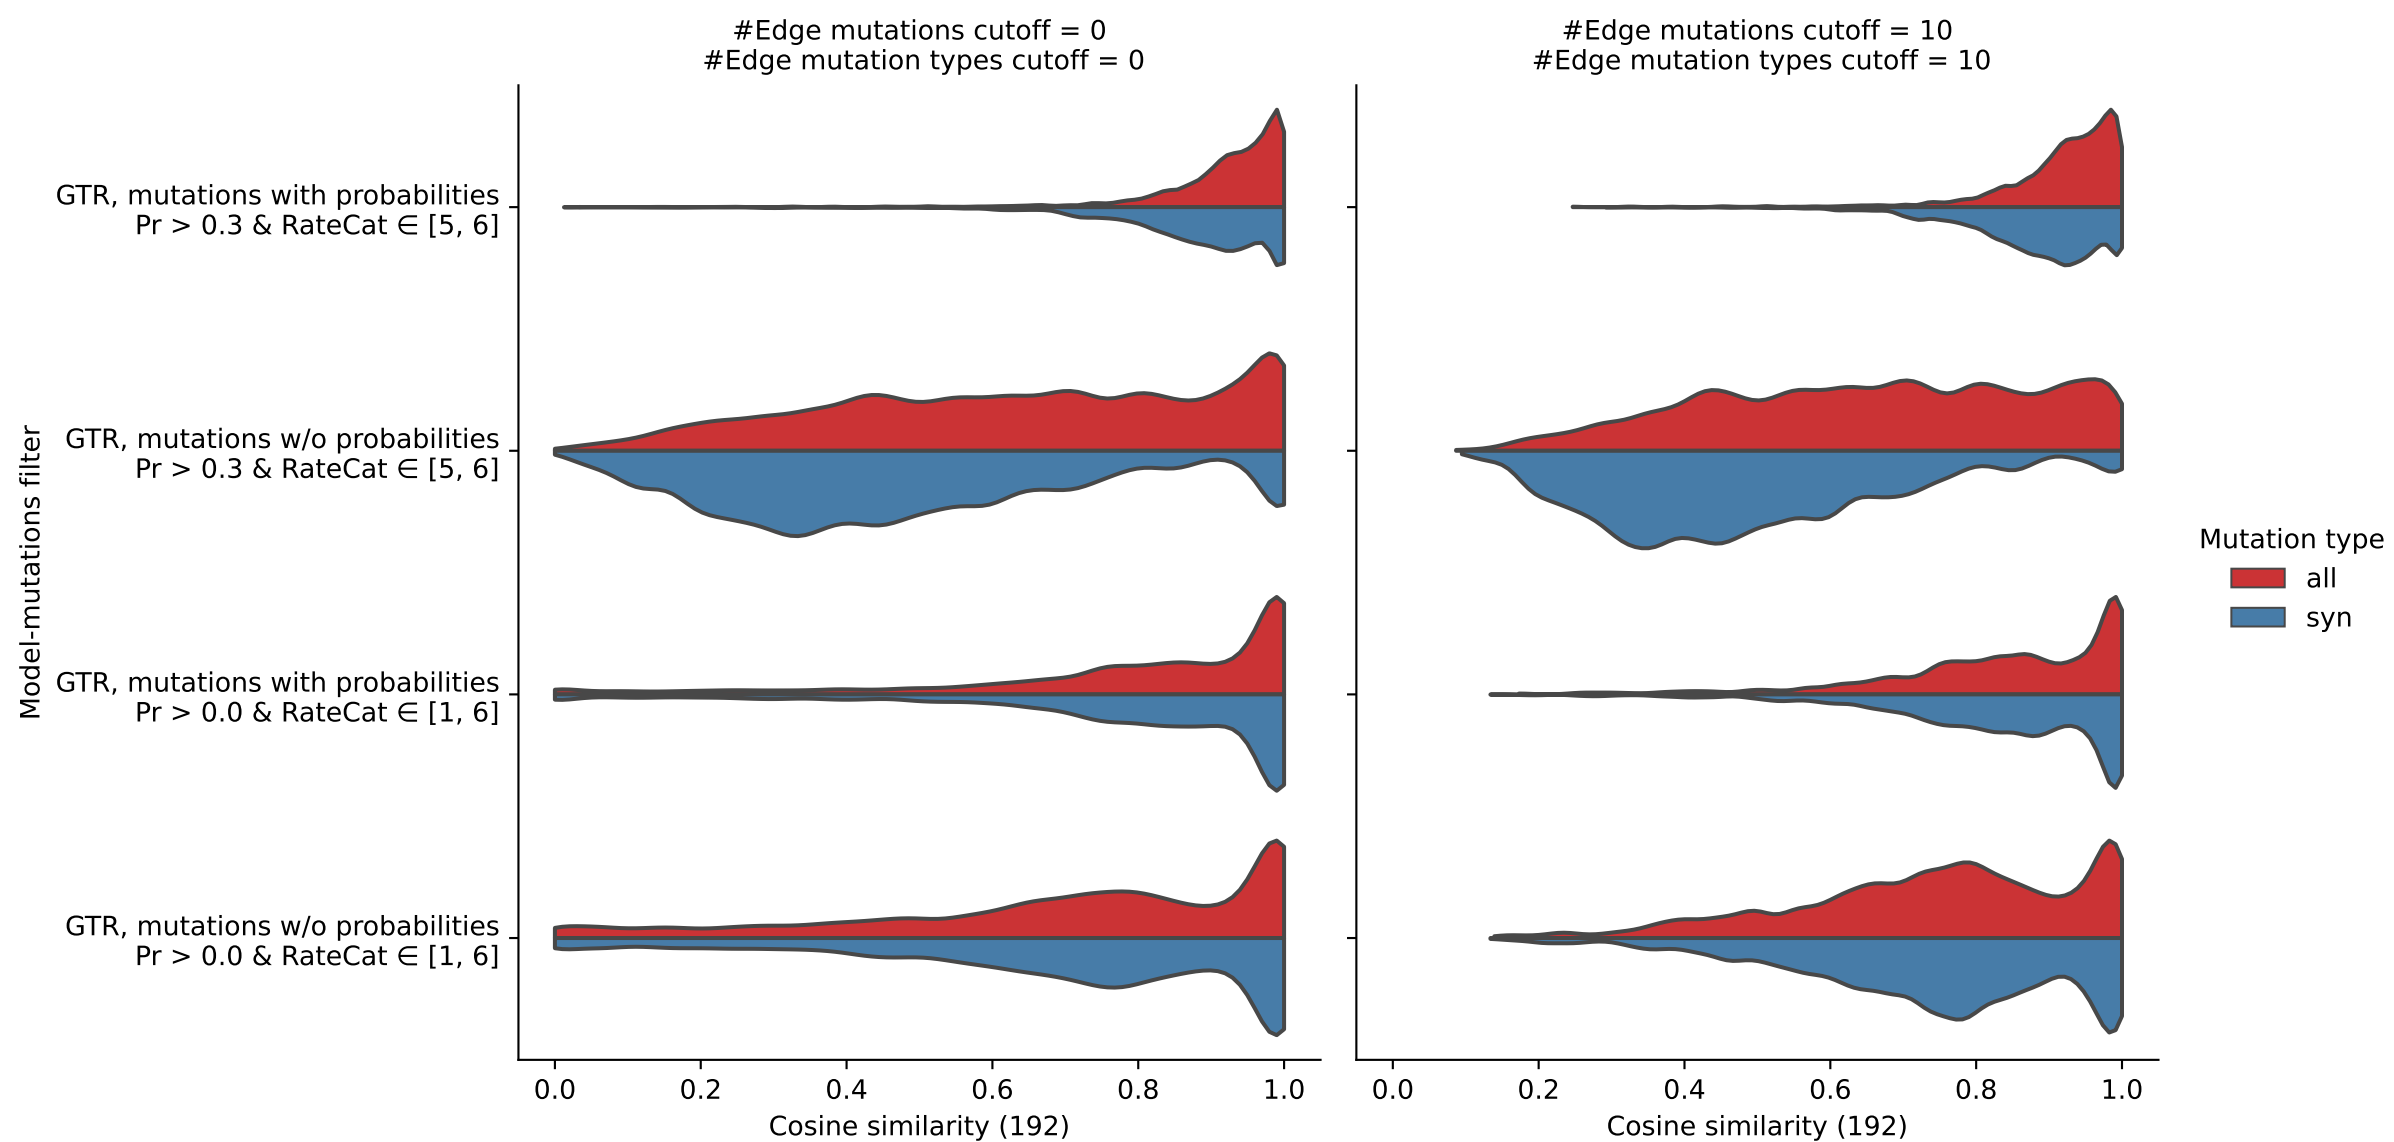 #Edge mutations cutoff = 0
#Edge mutation types cutoff = 0
#Edge mutations cutoff = 10
#Edge mutation types cutoff = 10
Model-mutations filter
GTR, mutations with probabilities
Pr > 0.3 & RateCat ∈ [5, 6]
GTR, mutations w/o probabilities
Pr > 0.3 & RateCat ∈ [5, 6]
GTR, mutations with probabilities
Pr > 0.0 & RateCat ∈ [1, 6]
GTR, mutations w/o probabilities
Pr > 0.0 & RateCat ∈ [1, 6]
Mutation type
all
syn
0.0 0.2 0.4 0.6 0.8 1.0
Cosine similarity (192)
0.0 0.2 0.4 0.6 0.8 1.0
Cosine similarity (192)